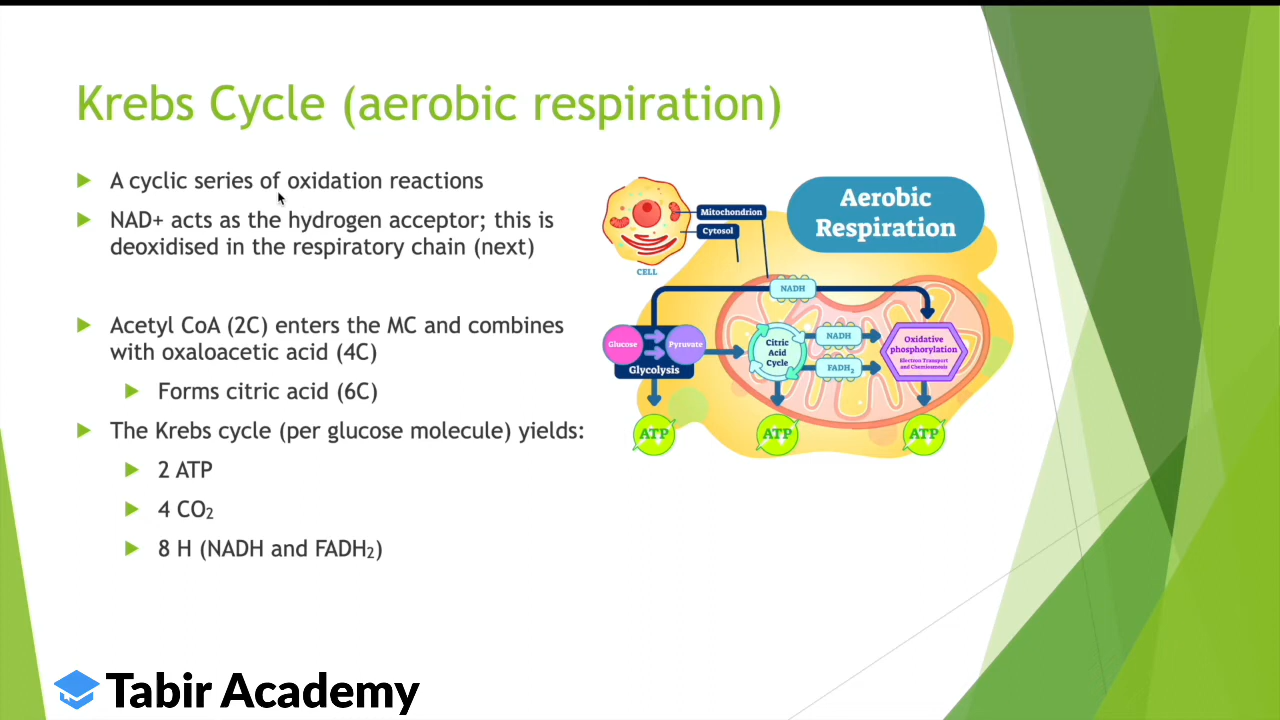 Krebs Cycle (aerobic respiration)
A cyclic series of oxidation reactions
NAD+ acts as the hydrogen acceptor; this is
deoxidised in the respiratory chain (next)
Acetyl CoA (2C) enters the MC and combines
with oxaloacetic acid (4C)
Forms citric acid (6C)
The Krebs cycle (per glucose molecule) yields:
2 ATP
4 CO₂
8 H (NADH and FADH₂)
Aerobic
Respiration
Mitochondrion
Cytosol
CELL
NADH
Glucose
Pyruvate
Glycolysis
Citric
Acid
Cycle
NADH
FADH₂
Oxidative
phosphorylation
Electron Transport
and Chemiosmosis
ATP
ATP
ATP
Tabir Academy